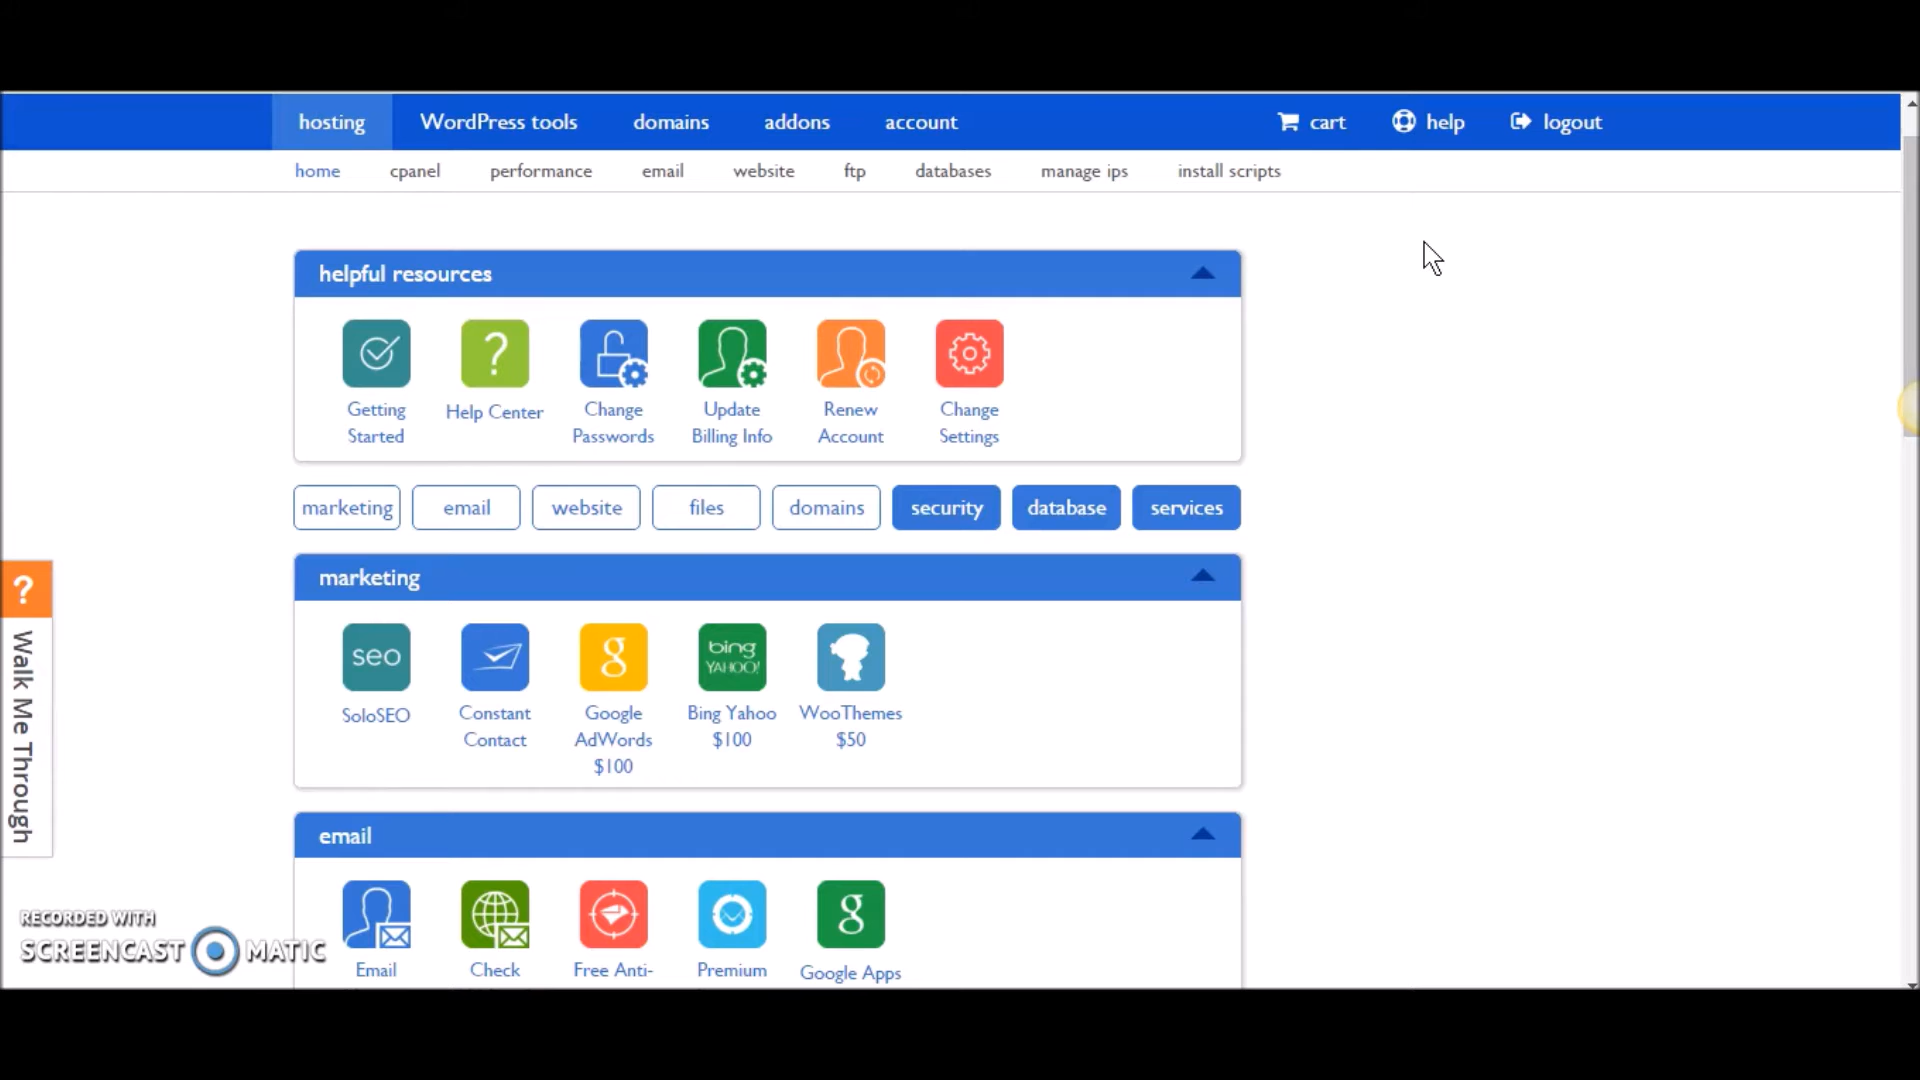 hosting WordPress tools domains addons account cart help logout
home cpanel performance email website ftp databases manage ips install scripts
helpful resources
?
Getting Started
Help Center
Change Passwords
Update Billing Info
Renew Account
Change Settings
marketing email website files domains security database services
marketing
seo
SoloSEO
Constant Contact
g
Google AdWords $100
bing YAHOO!
Bing Yahoo $100
WooThemes $50
email
Email
Check
Free Anti-
Premium
g
Google Apps
?
Walk Me Through
RECORDED WITH
SCREENCAST MATIC